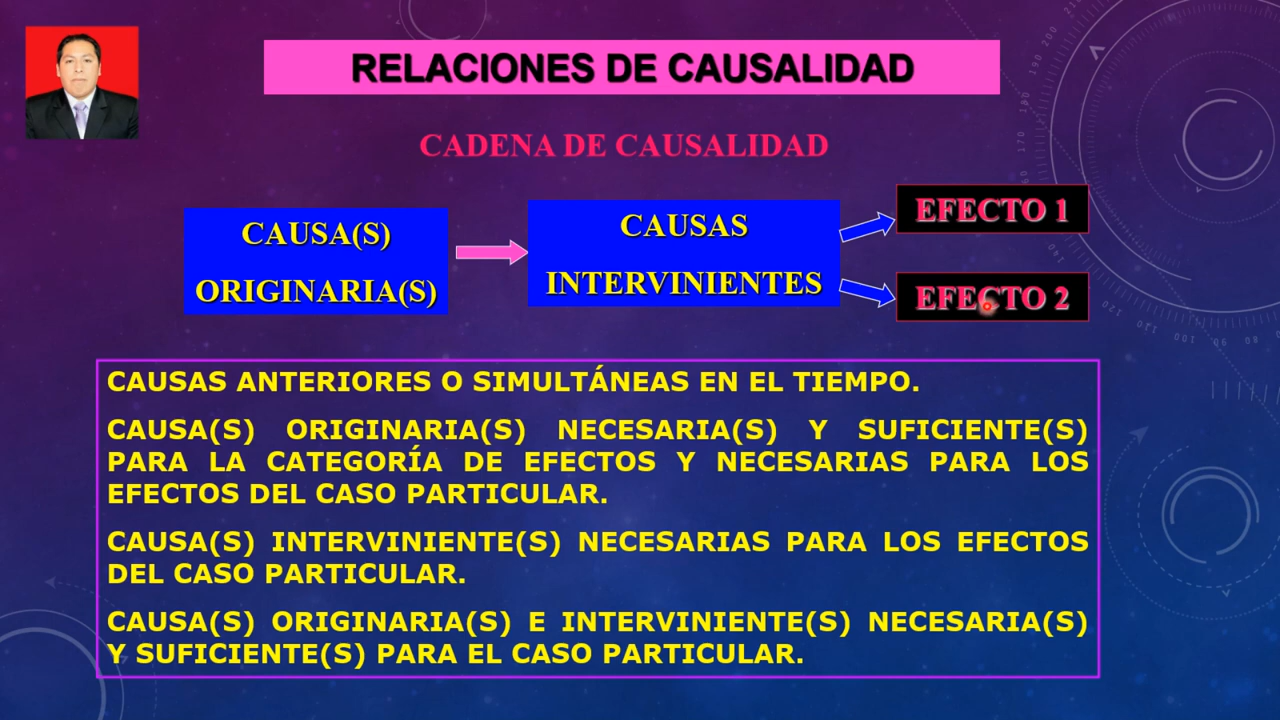 RELACIONES DE CAUSALIDAD
CADENA DE CAUSALIDAD
CAUSA(S)
ORIGINARIA(S)
CAUSAS
INTERVINIENTES
EFECTO 1
EFECTO 2
CAUSAS ANTERIORES O SIMULTÁNEAS EN EL TIEMPO.
CAUSA(S) ORIGINARIA(S) NECESARIA(S) Y SUFICIENTE(S)
PARA LA CATEGORÍA DE EFECTOS Y NECESARIAS PARA LOS
EFECTOS DEL CASO PARTICULAR.
CAUSA(S) INTERVINIENTE(S) NECESARIAS PARA LOS EFECTOS
DEL CASO PARTICULAR.
CAUSA(S) ORIGINARIA(S) E INTERVINIENTE(S) NECESARIA(S)
Y SUFICIENTE(S) PARA EL CASO PARTICULAR.